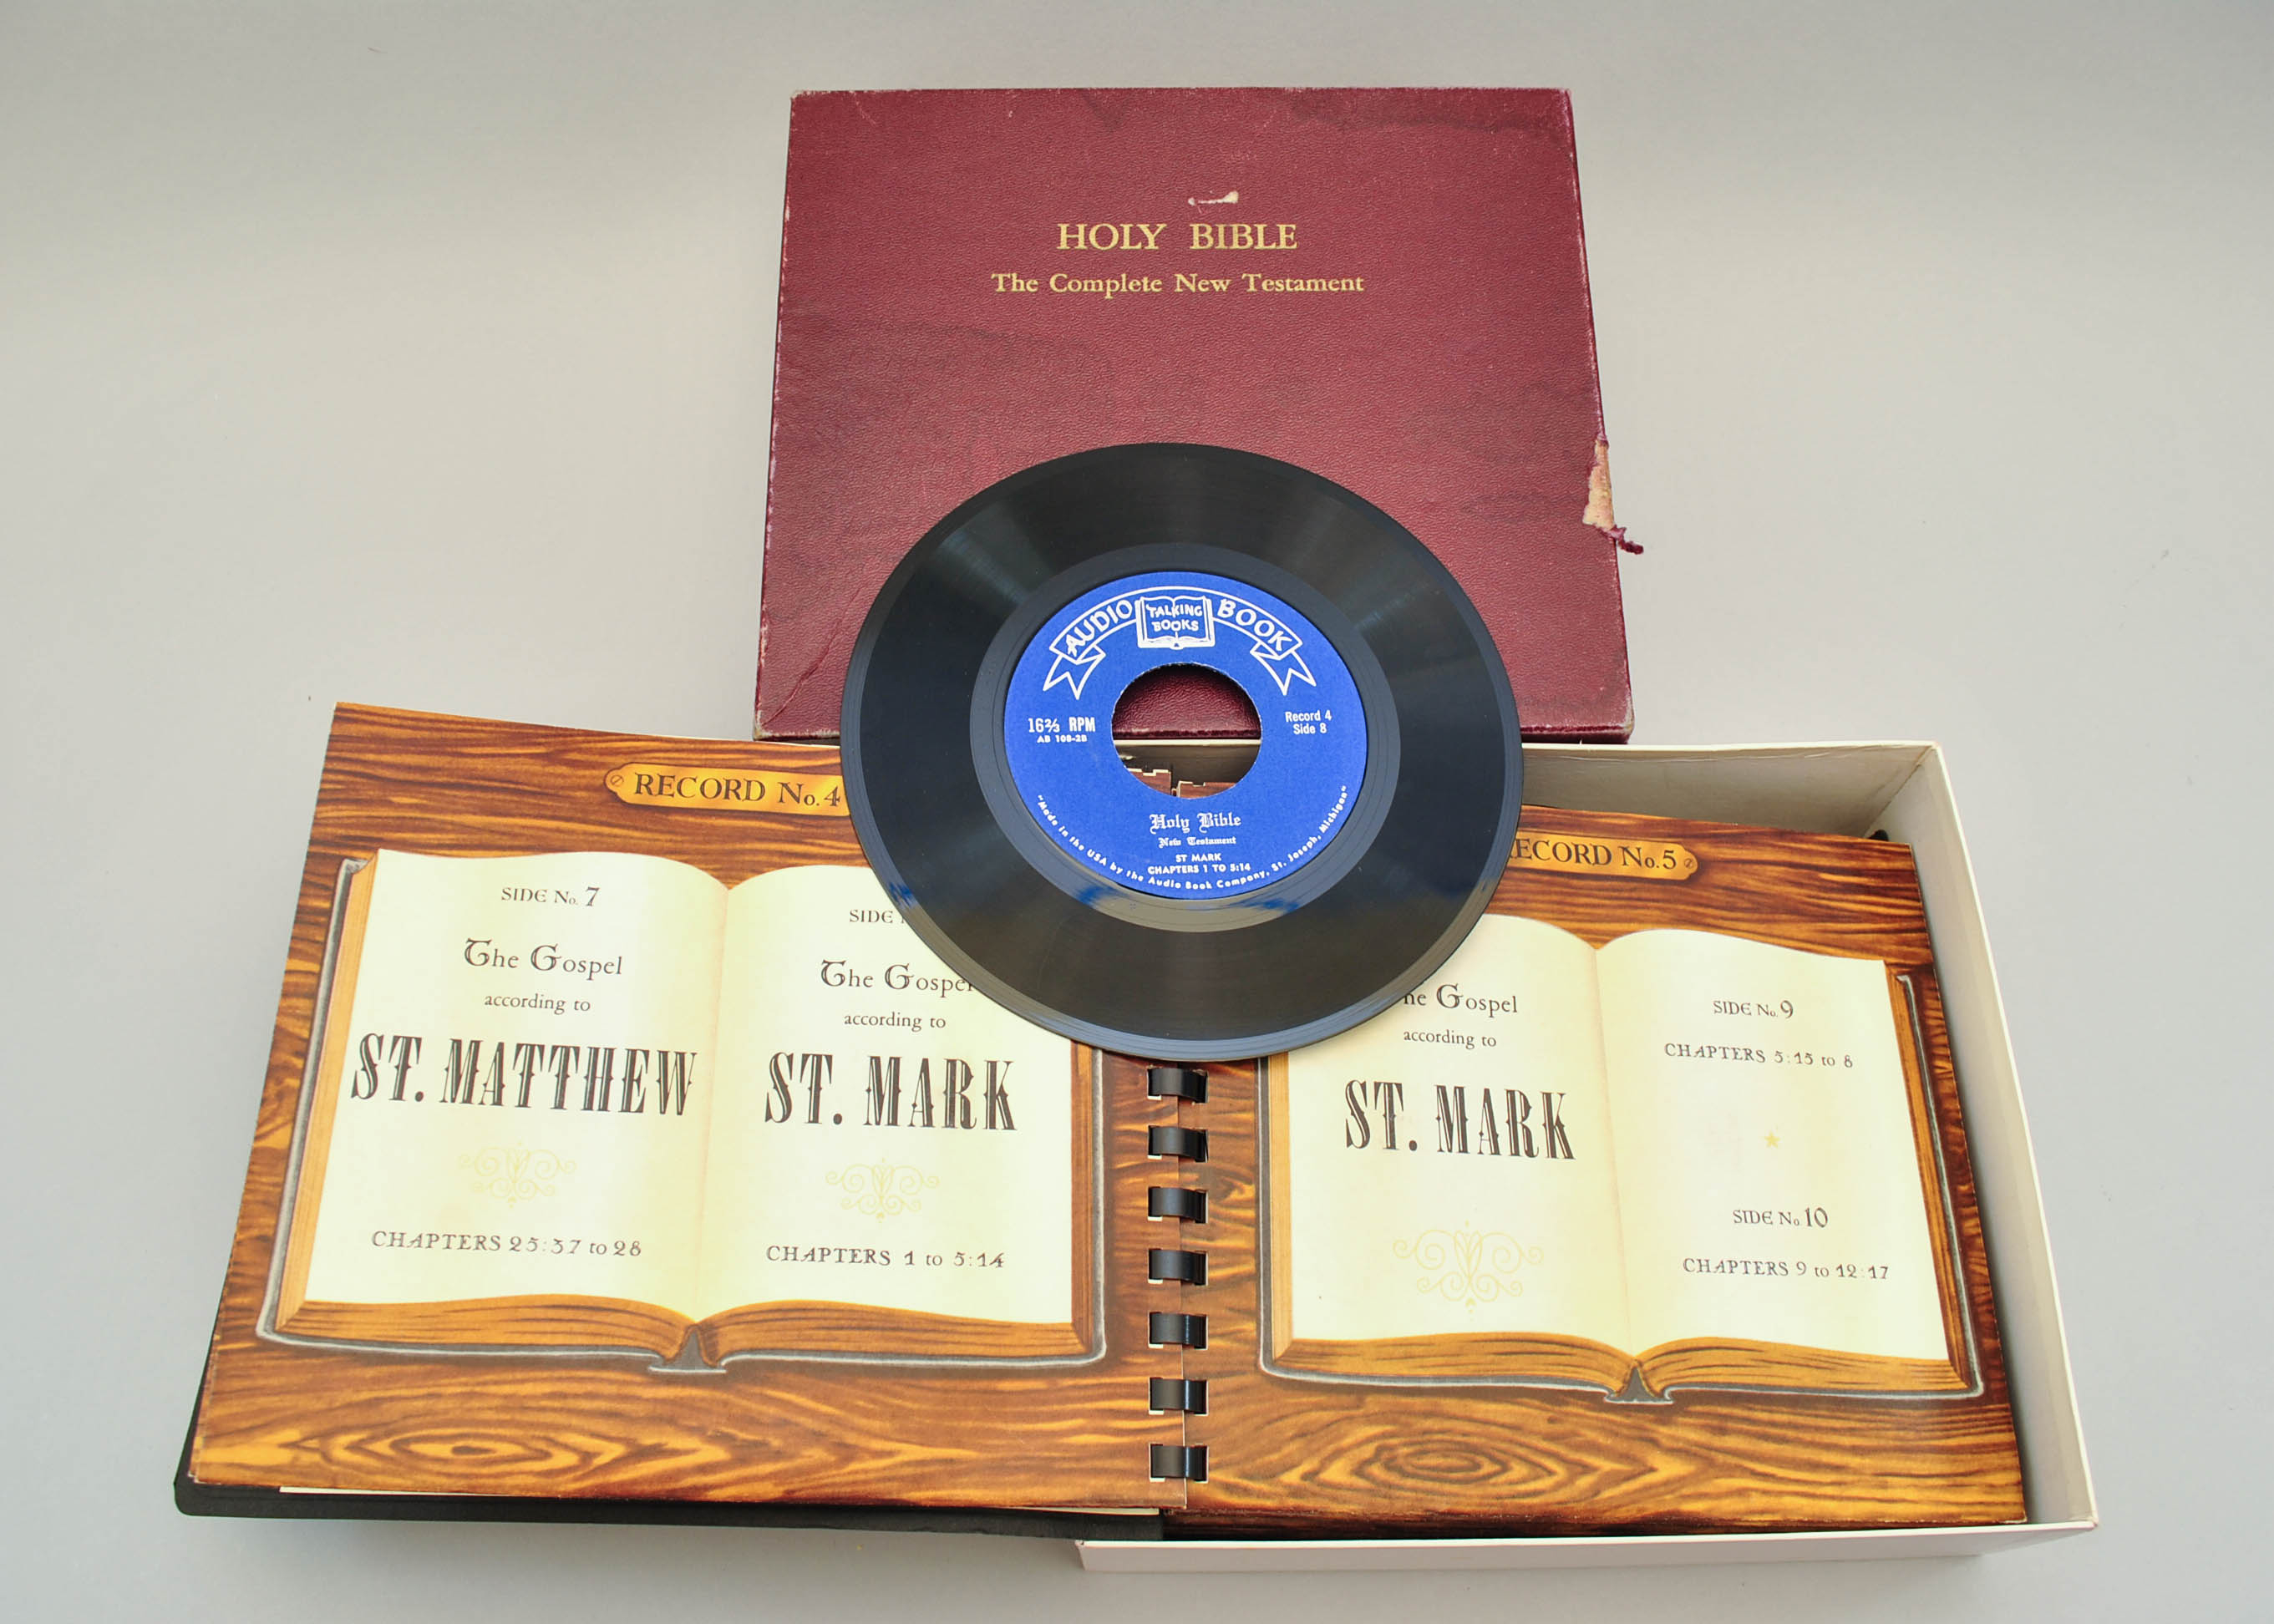 HOLY BIBLE
The Complete New Testament
AUDIO TALKING BOOKS BOOK
16⅔ RPM
AB 108-2B
Record 4
Side 8
Holy Bible
New Testament
ST MARK
CHAPTERS 1 TO 5:14
"Made in the USA by the Audio Book Company, St. Joseph, Michigan"
RECORD No. 4
SIDE No. 7
The Gospel
according to
ST. MATTHEW
CHAPTERS 25:37 to 28
SIDE
The Gospel
according to
ST. MARK
CHAPTERS 1 to 5:14
ECORD No. 5
he Gospel
according to
ST. MARK
SIDE No. 9
CHAPTERS 5:15 to 8
SIDE No. 10
CHAPTERS 9 to 12:17